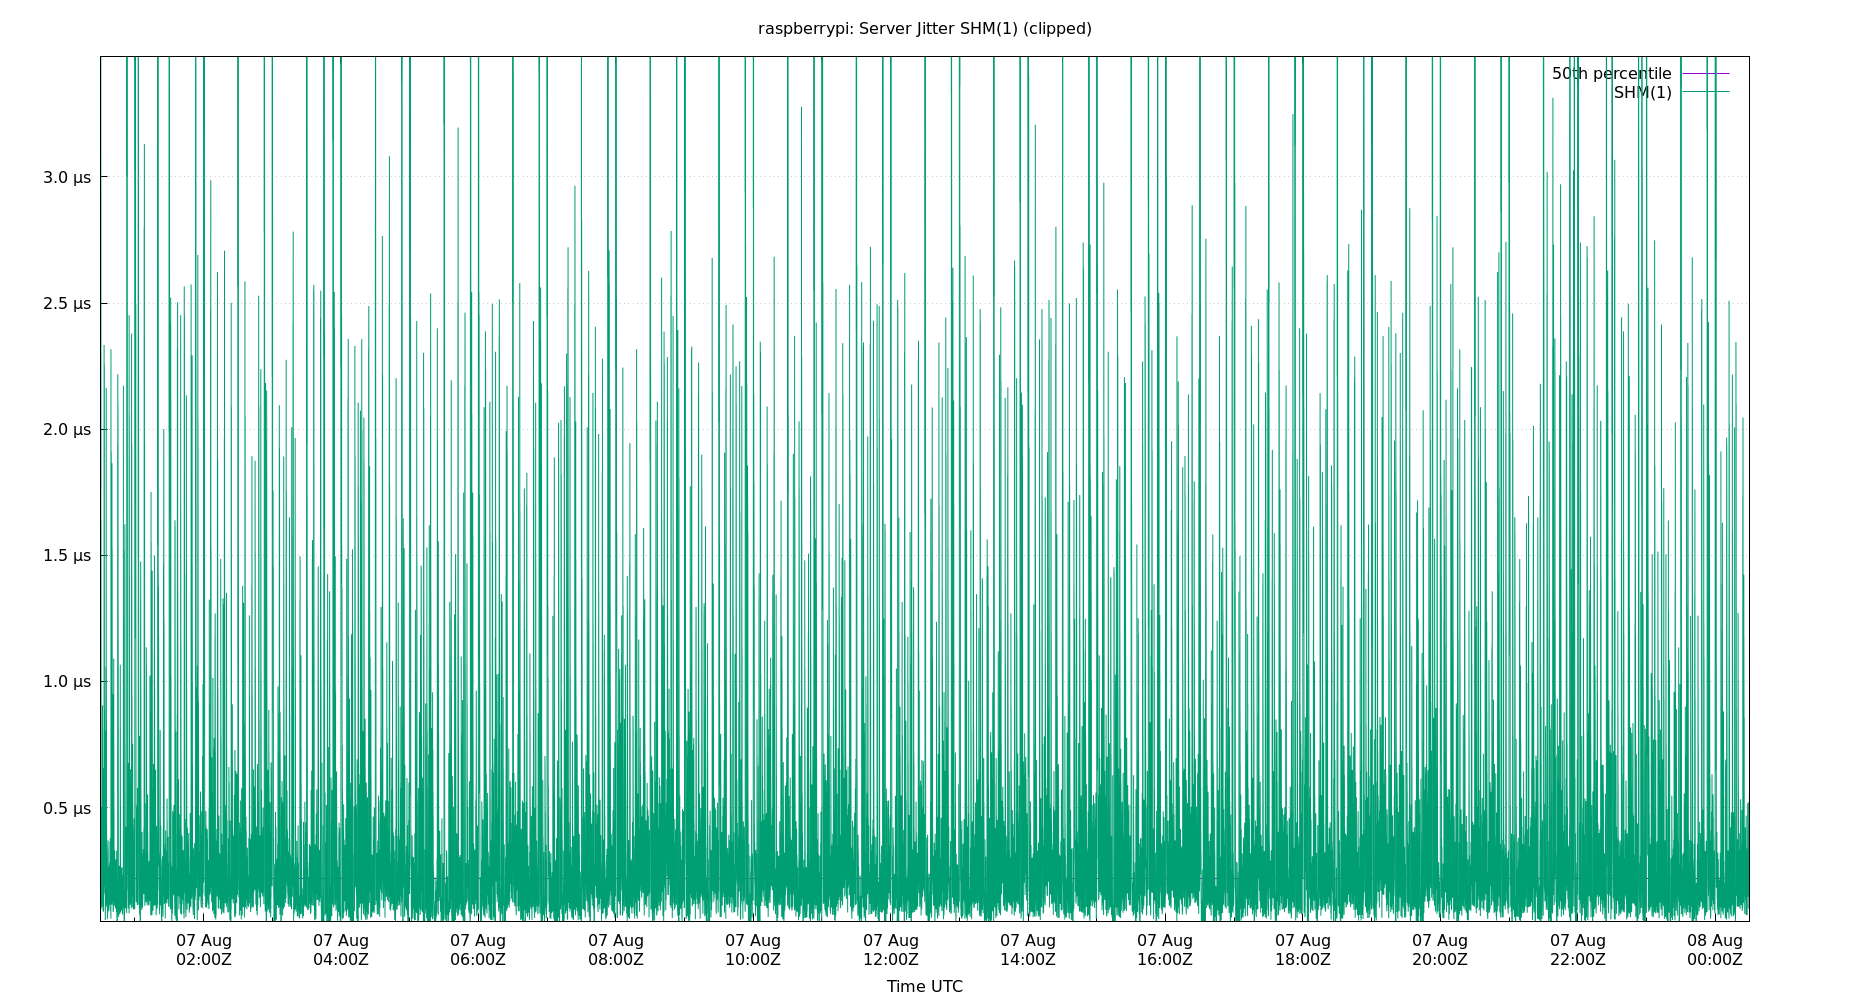 raspberrypi: Server Jitter SHM(1) (clipped)
50th percentile
SHM(1)
3.0 µs
2.5 µs
2.0 µs
1.5 µs
1.0 µs
0.5 µs
07 Aug 07 Aug 07 Aug 07 Aug 07 Aug 07 Aug 07 Aug 07 Aug 07 Aug 07 Aug 07 Aug 08 Aug
02:00Z 04:00Z 06:00Z 08:00Z 10:00Z 12:00Z 14:00Z 16:00Z 18:00Z 20:00Z 22:00Z 00:00Z
Time UTC